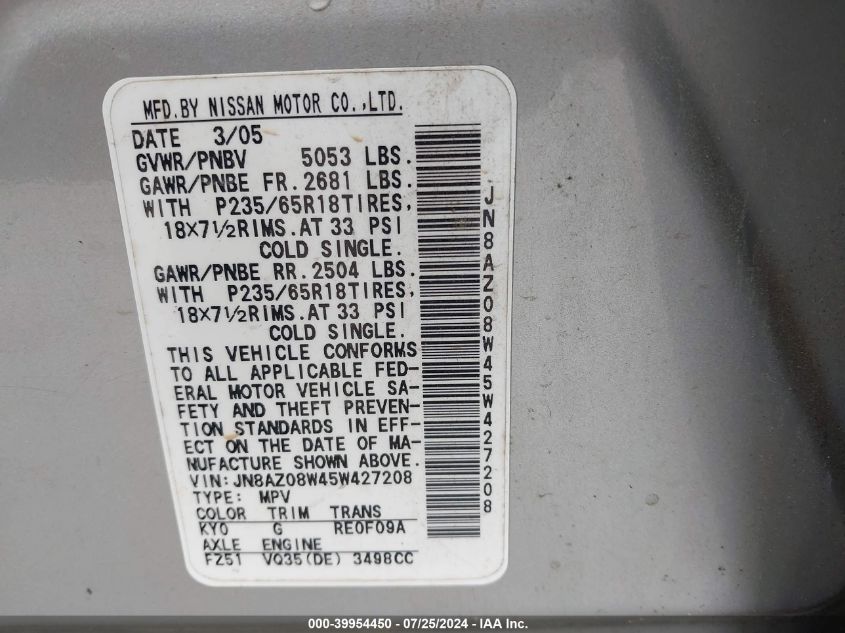 MFD.BY NISSAN MOTOR CO.,LTD.
DATE 3/05
GVWR/PNBV 5053 LBS.
GAWR/PNBE FR.2681 LBS.
WITH P235/65R18TIRES,
18X7½RIMS.AT 33 PSI
COLD SINGLE.
GAWR/PNBE RR.2504 LBS.
WITH P235/65R18TIRES,
18X7½RIMS.AT 33 PSI
COLD SINGLE.
THIS VEHICLE CONFORMS
TO ALL APPLICABLE FED-
ERAL MOTOR VEHICLE SA-
FETY AND THEFT PREVEN-
TION STANDARDS IN EFF-
ECT ON THE DATE OF MA-
NUFACTURE SHOWN ABOVE.
VIN:JN8AZ08W45W427208
TYPE: MPV
COLOR TRIM TRANS
KY0 G RE0F09A
AXLE ENGINE
FZ51 VQ35(DE) 3498CC
JN8AZ08W45W427208
000-39954450 - 07/25/2024 - IAA Inc.